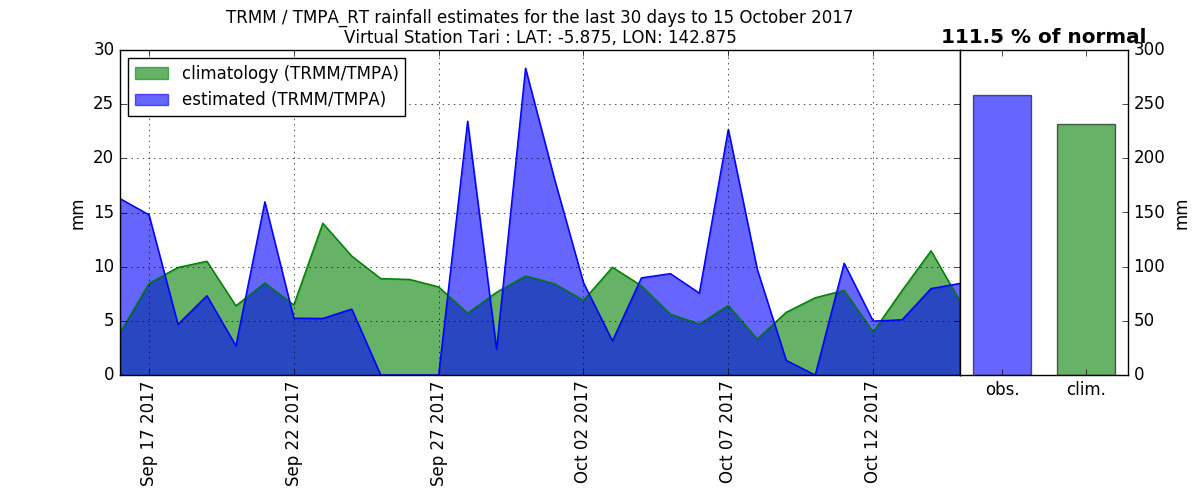 TRMM / TMPA_RT rainfall estimates for the last 30 days to 15 October 2017
Virtual Station Tari : LAT: -5.875, LON: 142.875
111.5 % of normal
climatology (TRMM/TMPA)
estimated (TRMM/TMPA)
30
25
20
15
10
5
0
mm
Sep 17 2017
Sep 22 2017
Sep 27 2017
Oct 02 2017
Oct 07 2017
Oct 12 2017
obs.
clim.
300
250
200
150
100
50
0
mm